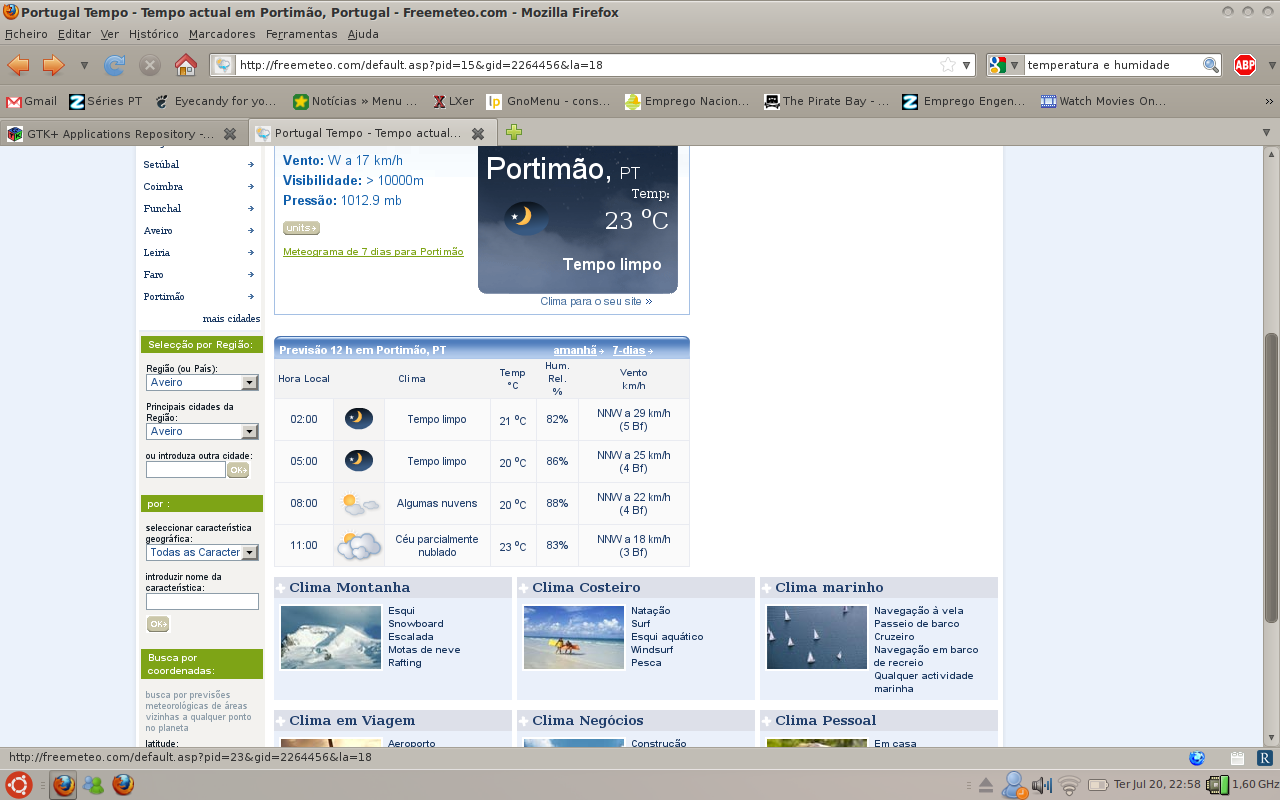 Portugal Tempo - Tempo actual em Portimão, Portugal - Freemeteo.com - Mozilla Firefox
Ficheiro Editar Ver Histórico Marcadores Ferramentas Ajuda
http://freemeteo.com/default.asp?pid=15&gid=2264456&la=18
temperatura e humidade
ABP
Gmail
Séries PT
Eyecandy for yo...
Notícias » Menu ...
LXer
GnoMenu - cons...
Emprego Nacion...
The Pirate Bay - ...
Emprego Engen...
Watch Movies On...
GTK+ Applications Repository -...
Portugal Tempo - Tempo actual...
Setúbal
Coimbra
Funchal
Aveiro
Leiria
Faro
Portimão
mais cidades
Selecção por Região:
Região (ou País):
Aveiro
Principais cidades da
Região:
Aveiro
ou introduza outra cidade:
OK
por :
seleccionar característica
geográfica:
Todas as Caracter
introduzir nome da
característica:
OK
Busca por
coordenadas:
busca por previsões
meteorológicas de áreas
vizinhas a qualquer ponto
no planeta
latitude:
Vento: W a 17 km/h
Visibilidade: > 10000m
Pressão: 1012.9 mb
units
Meteograma de 7 dias para Portimão
Portimão, PT
Temp:
23 °C
Tempo limpo
Clima para o seu site »
Previsão 12 h em Portimão, PT amanhã 7-dias
Hora Local Clima Temp °C Hum. Rel. % Vento km/h
02:00 Tempo limpo 21 °C 82% NNW a 29 km/h (5 Bf)
05:00 Tempo limpo 20 °C 86% NNW a 25 km/h (4 Bf)
08:00 Algumas nuvens 20 °C 88% NNW a 22 km/h (4 Bf)
11:00 Céu parcialmente nublado 23 °C 83% NNW a 18 km/h (3 Bf)
Clima Montanha
Esqui
Snowboard
Escalada
Motas de neve
Rafting
Clima Costeiro
Natação
Surf
Esqui aquático
Windsurf
Pesca
Clima marinho
Navegação à vela
Passeio de barco
Cruzeiro
Navegação em barco
de recreio
Qualquer actividade
marinha
Clima em Viagem
Aeroporto
Clima Negócios
Construção
Clima Pessoal
Em casa
http://freemeteo.com/default.asp?pid=23&gid=2264456&la=18
R
Ter Jul 20, 22:58
1,60 GHz